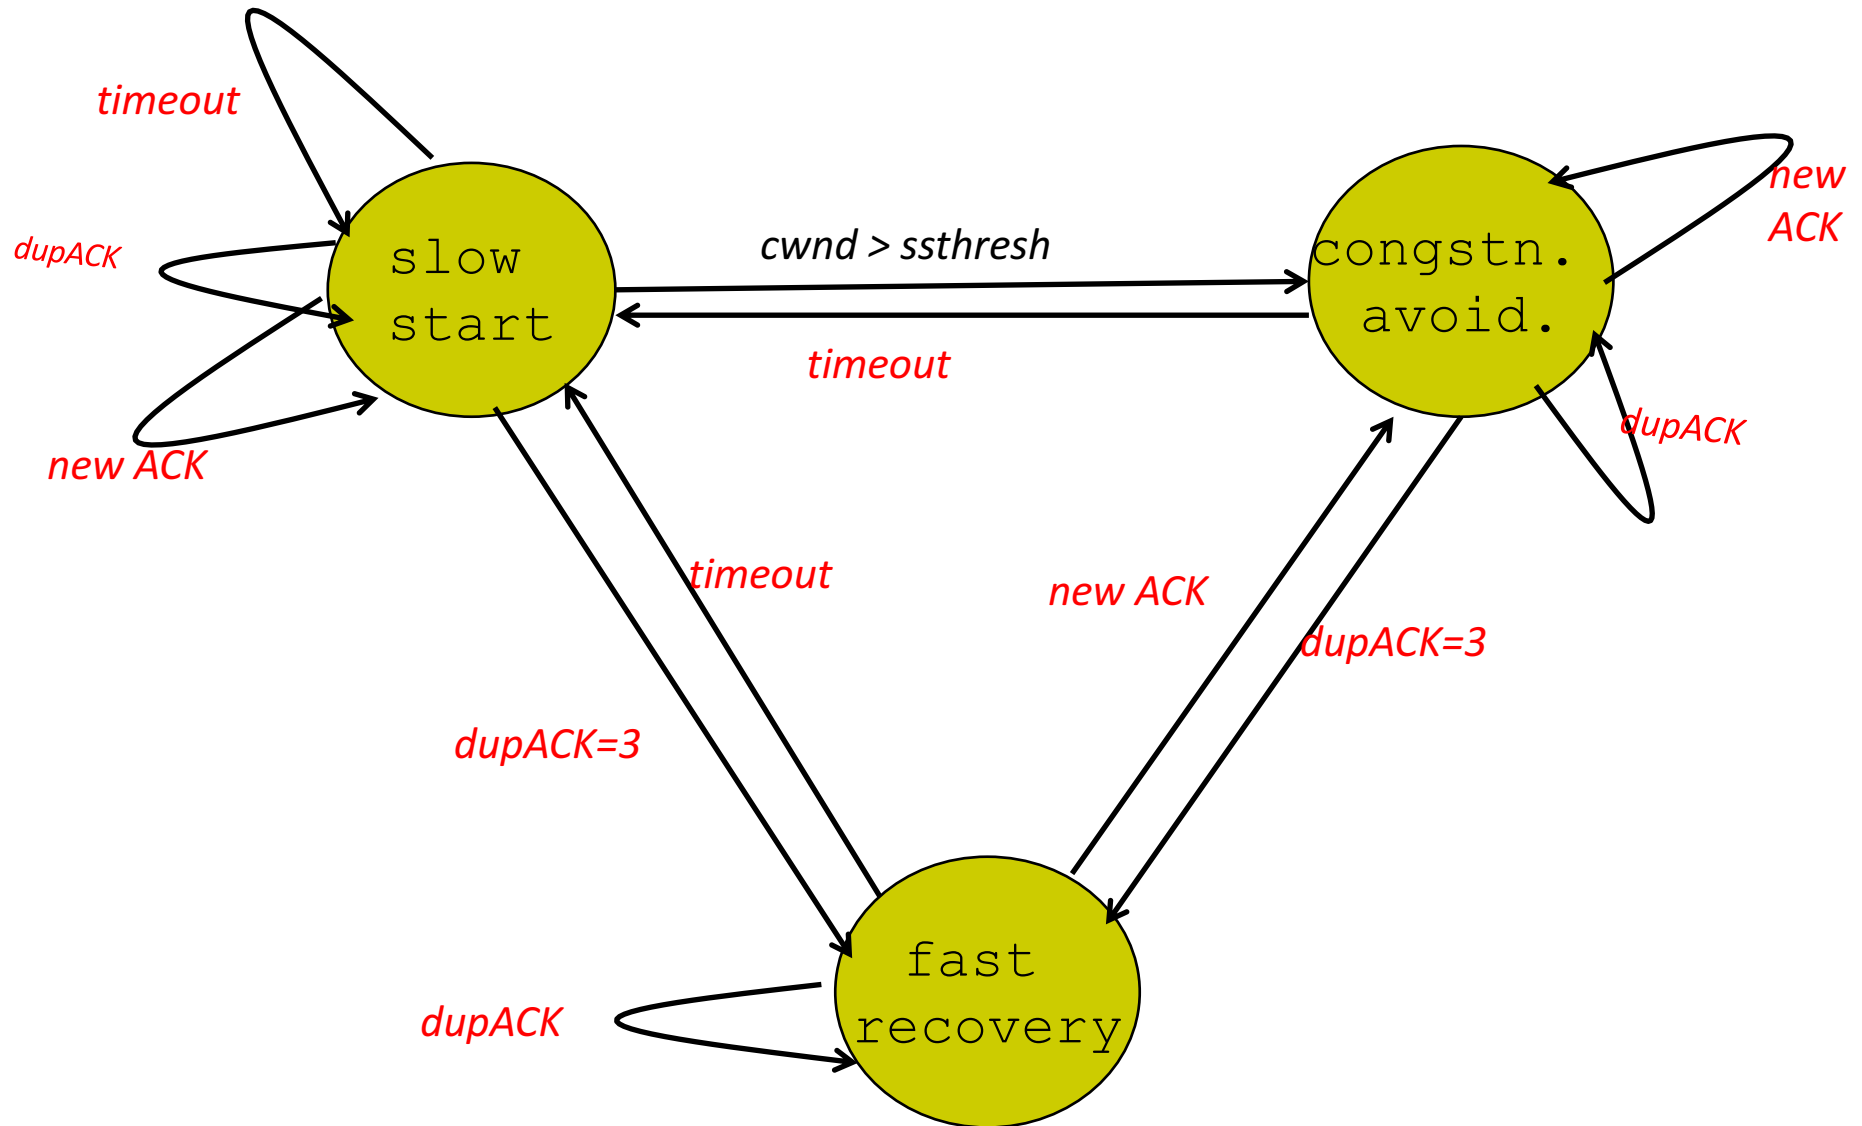 timeout
new
ACK
dupACK
cwnd > ssthresh
slow
start
congstn.
avoid.
timeout
dupACK
new ACK
timeout
new ACK
dupACK=3
dupACK=3
fast
recovery
dupACK